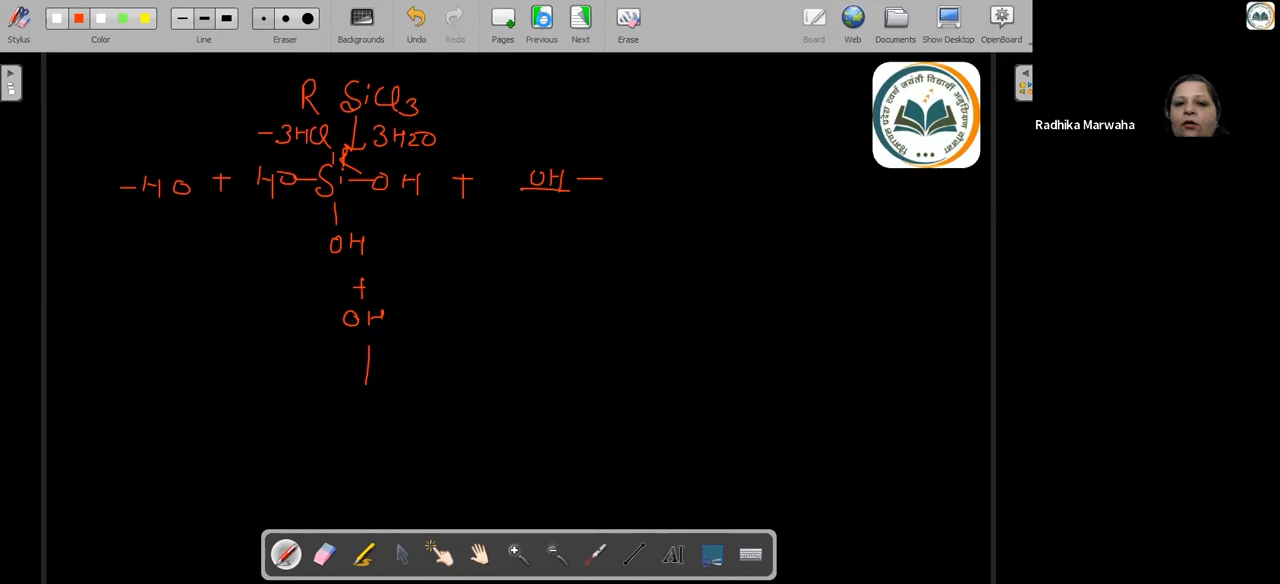 Stylus
Color
Line
Eraser
Backgrounds
Undo
Redo
Pages
Previous
Next
Erase
Board
Web
Documents
Show Desktop
OpenBoard
R SiCl3
-3HCl 3H2O
R
-HO + HO-Si-OH + OH-
OH
+
OH
Radhika Marwaha
AI